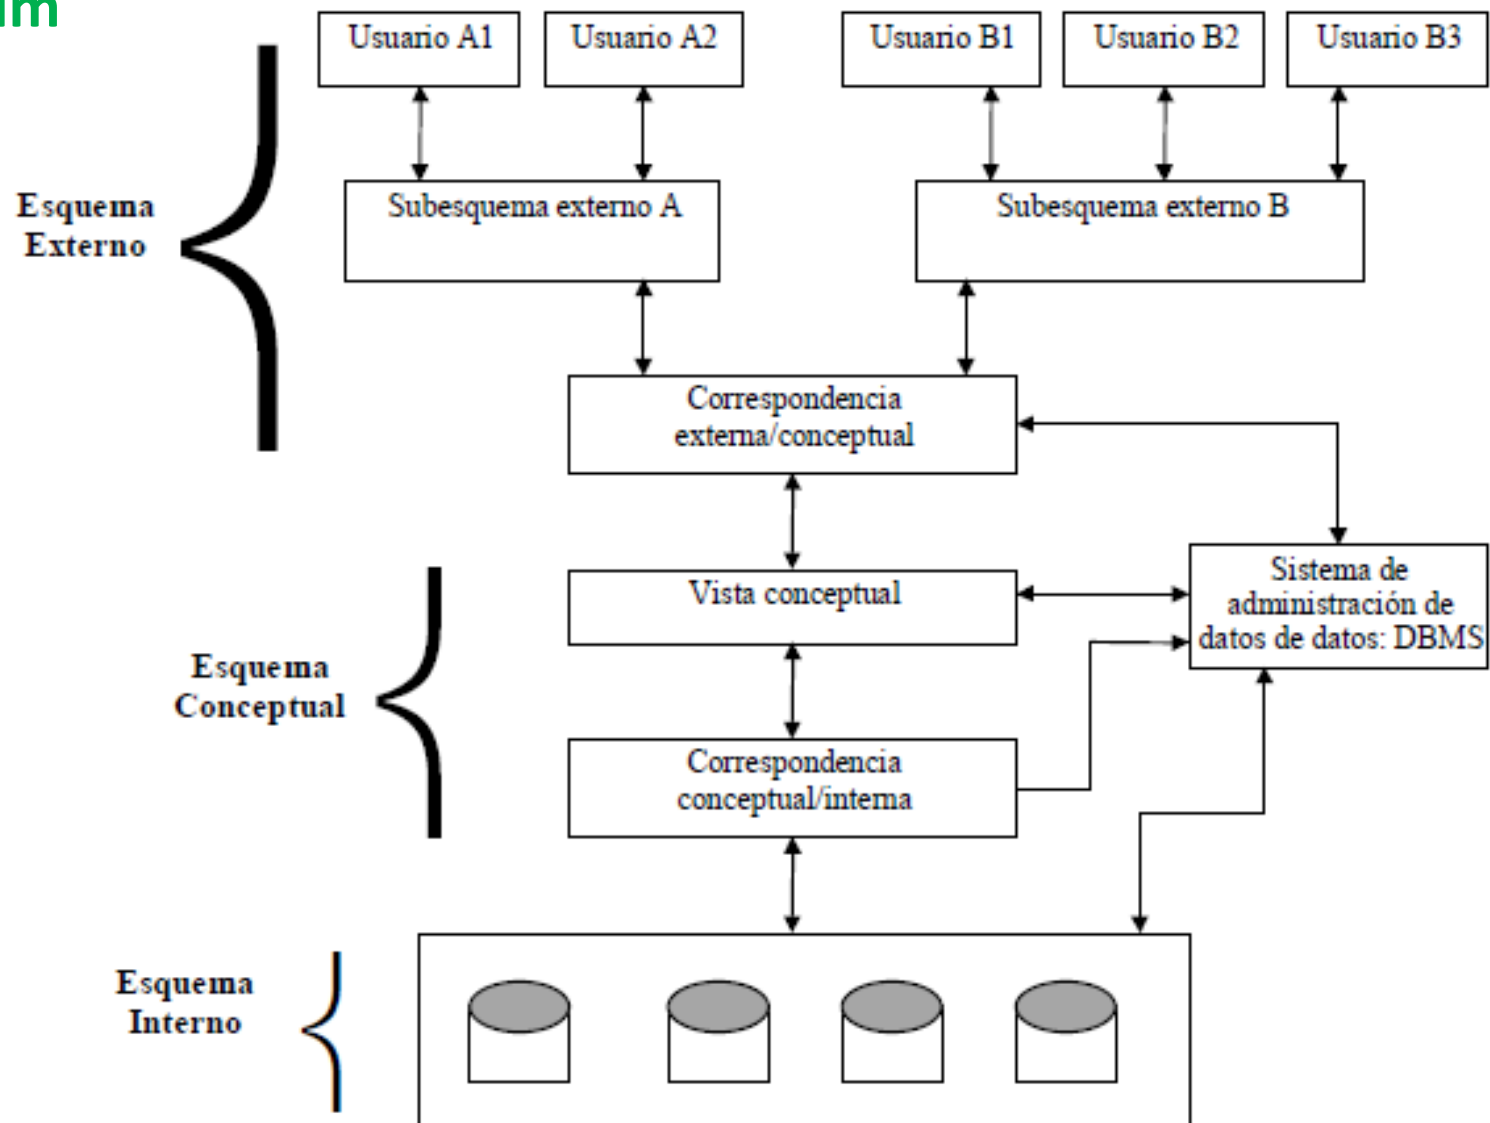 Usuario A1
Usuario A2
Usuario B1
Usuario B2
Usuario B3
Esquema
Externo
Subesquema externo A
Subesquema externo B
Correspondencia
externa/conceptual
Vista conceptual
Sistema de
administración de
datos de datos: DBMS
Esquema
Conceptual
Correspondencia
conceptual/interna
Esquema
Interno